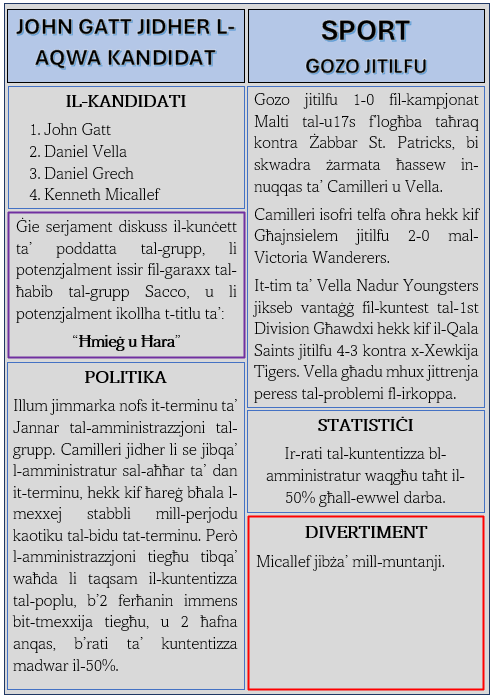 JOHN GATT JIDHER L-
AQWA KANDIDAT
IL-KANDIDATI
1. John Gatt
2. Daniel Vella
3. Daniel Grech
4. Kenneth Micallef
Ġie serjament diskuss il-kunċett
ta’ poddatta tal-grupp, li
potenzjalment issir fil-garaxx tal-
ħabib tal-grupp Sacco, u li
potenzjalment ikollha t-titlu ta’:
“Ħmieġ u Ħara”
POLITIKA
Illum jimmarka nofs it-terminu ta’
Jannar tal-amministrazzjoni tal-
grupp. Camilleri jidher li se jibqa’
l-amministratur sal-aħħar ta’ dan
it-terminu, hekk kif ħareġ bħala l-
mexxej stabbli mill-perjodu
kaotiku tal-bidu tat-terminu. Però
l-amministrazzjoni tiegħu tibqa’
waħda li taqsam il-kuntentizza
tal-poplu, b’2 ferħanin immens
bit-tmexxija tiegħu, u 2 ħafna
anqas, b’rati ta’ kuntentizza
madwar il-50%.
SPORT
GOZO JITILFU
Gozo jitilfu 1-0 fil-kampjonat
Malti tal-u17s f’logħba taħraq
kontra Żabbar St. Patricks, bi
skwadra żarmata ħassew in-
nuqqas ta’ Camilleri u Vella.
Camilleri isofri telfa oħra hekk kif
Għajnsielem jitilfu 2-0 mal-
Victoria Wanderers.
It-tim ta’ Vella Nadur Youngsters
jikseb vantaġġ fil-kuntest tal-1st
Division Għawdxi hekk kif il-Qala
Saints jitilfu 4-3 kontra x-Xewkija
Tigers. Vella għadu mhux jittrenja
peress tal-problemi fl-irkoppa.
STATISTIĊI
Ir-rati tal-kuntentizza bl-
amministratur waqgħu taħt il-
50% għall-ewwel darba.
DIVERTIMENT
Micallef jibża’ mill-muntanji.